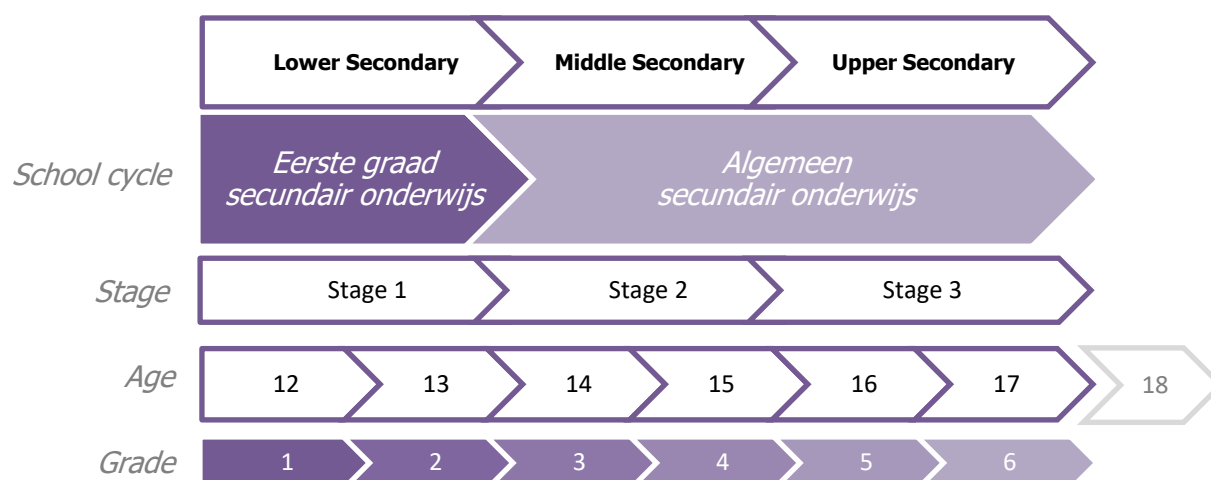 Lower Secondary Middle Secondary Upper Secondary
School cycle
Eerste graad
secundair onderwijs
Algemeen
secundair onderwijs
Stage Stage 1 Stage 2 Stage 3
Age 12 13 14 15 16 17 18
Grade 1 2 3 4 5 6